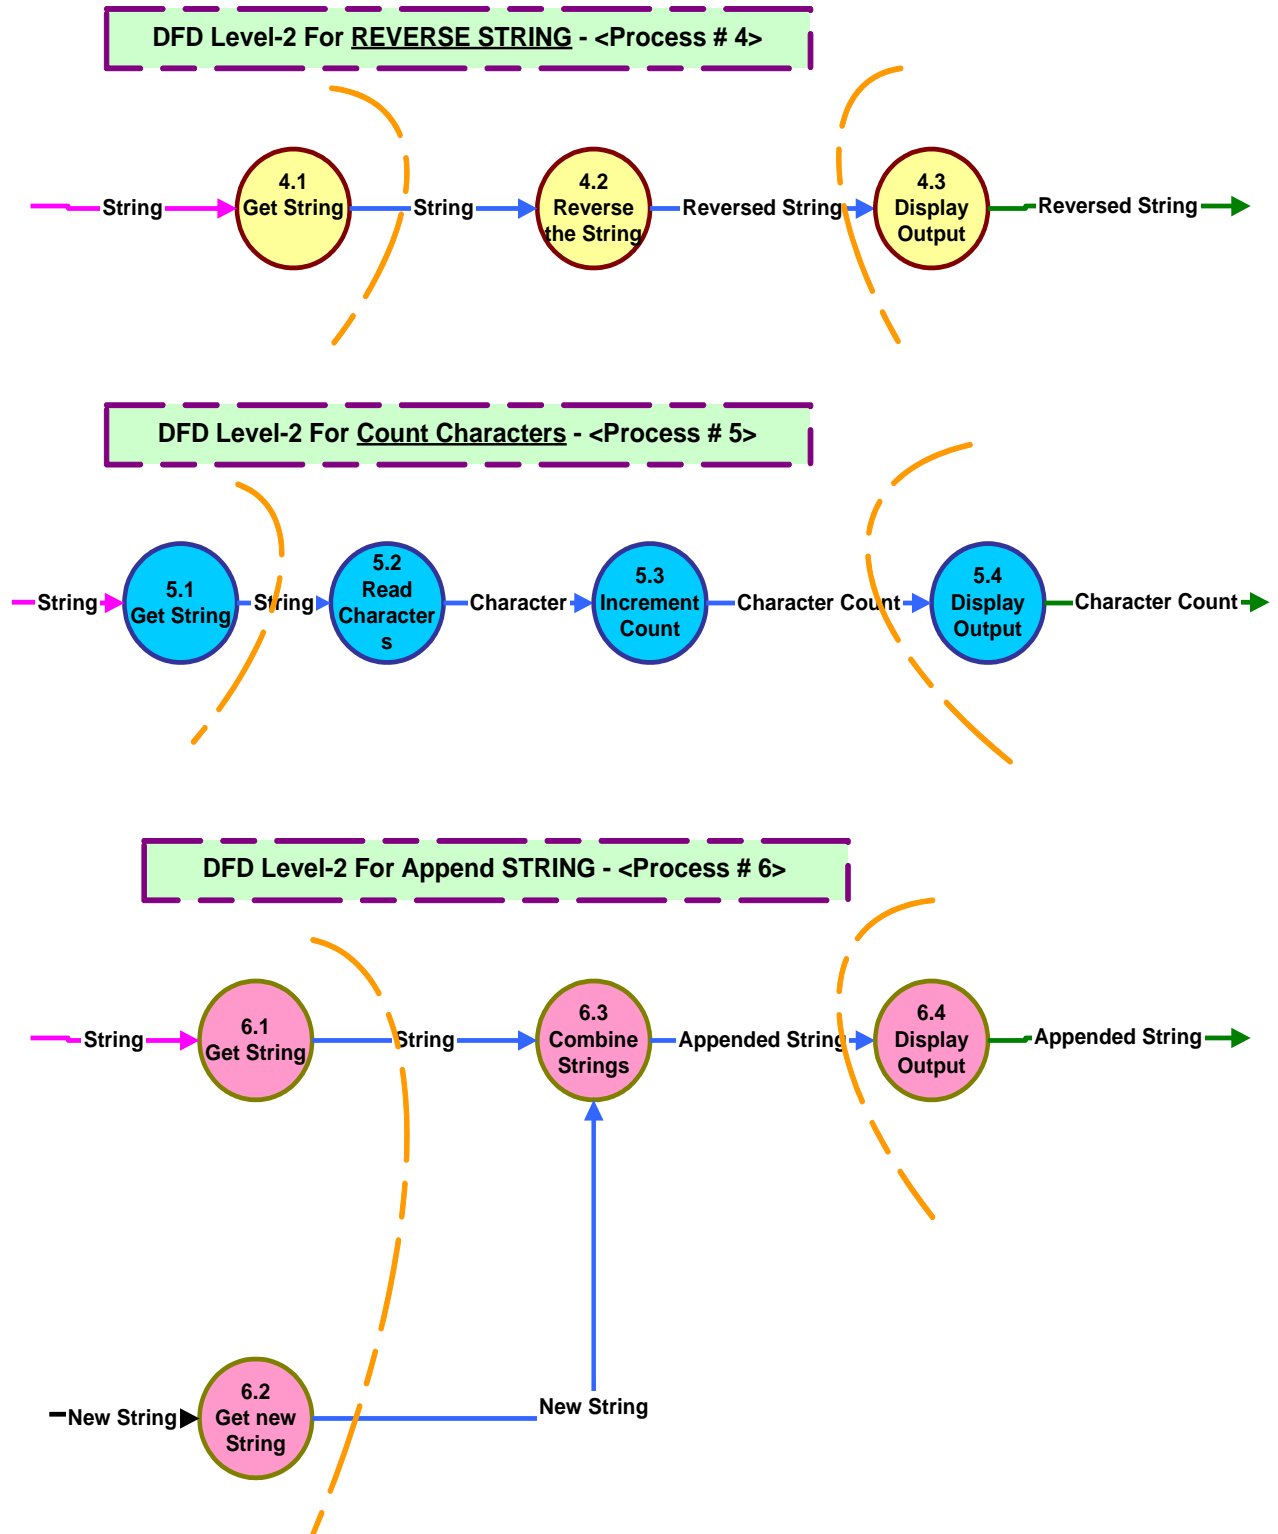 DFD Level-2 For REVERSE STRING - <Process # 4>
String
4.1
Get String
String
4.2
Reverse
the String
Reversed String
4.3
Display
Output
Reversed String
DFD Level-2 For Count Characters - <Process # 5>
String
5.1
Get String
String
5.2
Read
Character
s
Character
5.3
Increment
Count
Character Count
5.4
Display
Output
Character Count
DFD Level-2 For Append STRING - <Process # 6>
String
6.1
Get String
String
6.3
Combine
Strings
Appended String
6.4
Display
Output
Appended String
New String
6.2
Get new
String
New String